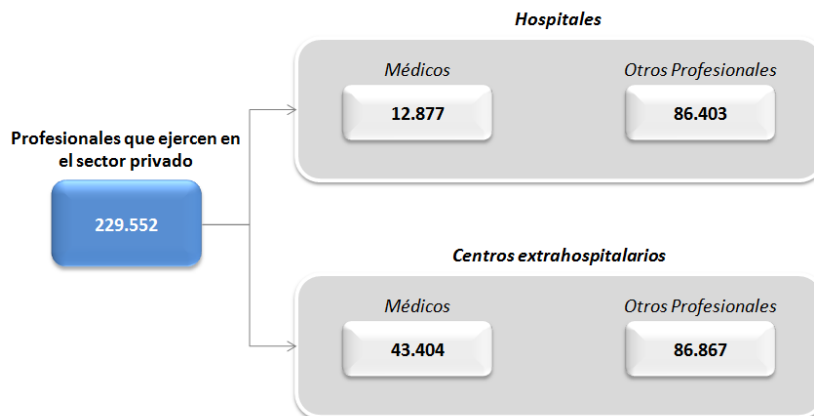 Hospitales
Médicos
Otros Profesionales
12.877
86.403
Profesionales que ejercen en
el sector privado
229.552
Centros extrahospitalarios
Médicos
Otros Profesionales
43.404
86.867